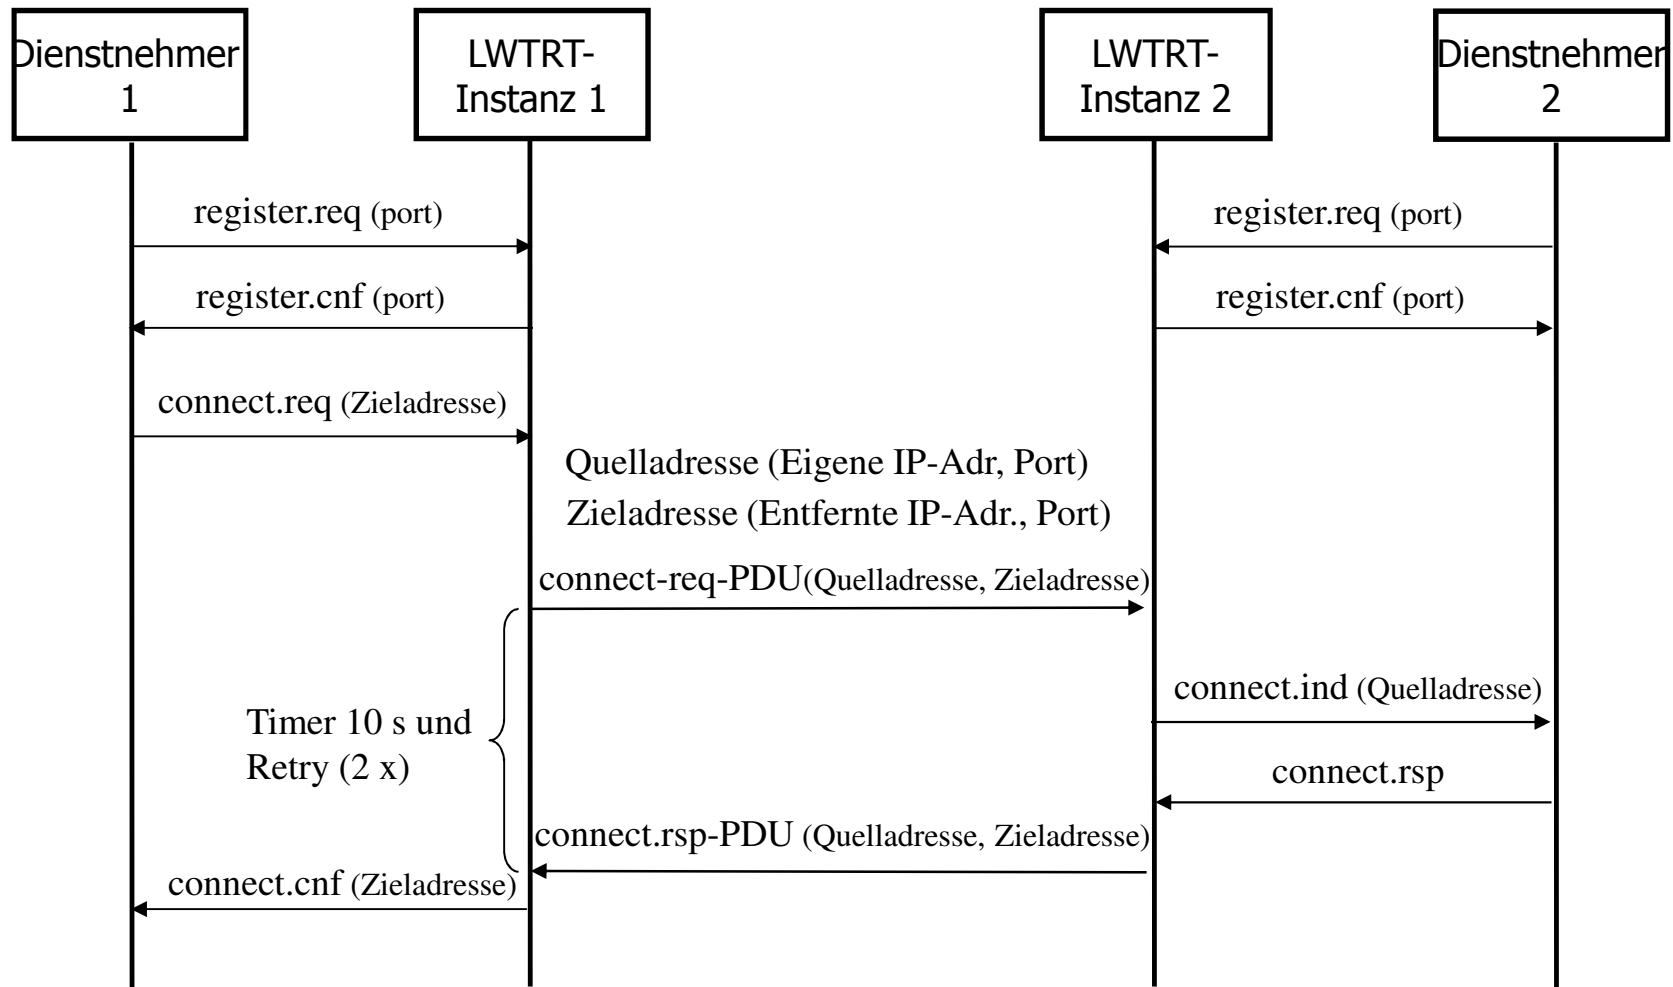 Dienstnehmer
1
LWTRT-
Instanz 1
LWTRT-
Instanz 2
Dienstnehmer
2
register.req (port)
register.req (port)
register.cnf (port)
register.cnf (port)
connect.req (Zieladresse)
Quelladresse (Eigene IP-Adr, Port)
Zieladresse (Entfernte IP-Adr., Port)
connect-req-PDU(Quelladresse, Zieladresse)
connect.ind (Quelladresse)
Timer 10 s und
Retry (2 x)
connect.rsp
connect.rsp-PDU (Quelladresse, Zieladresse)
connect.cnf (Zieladresse)